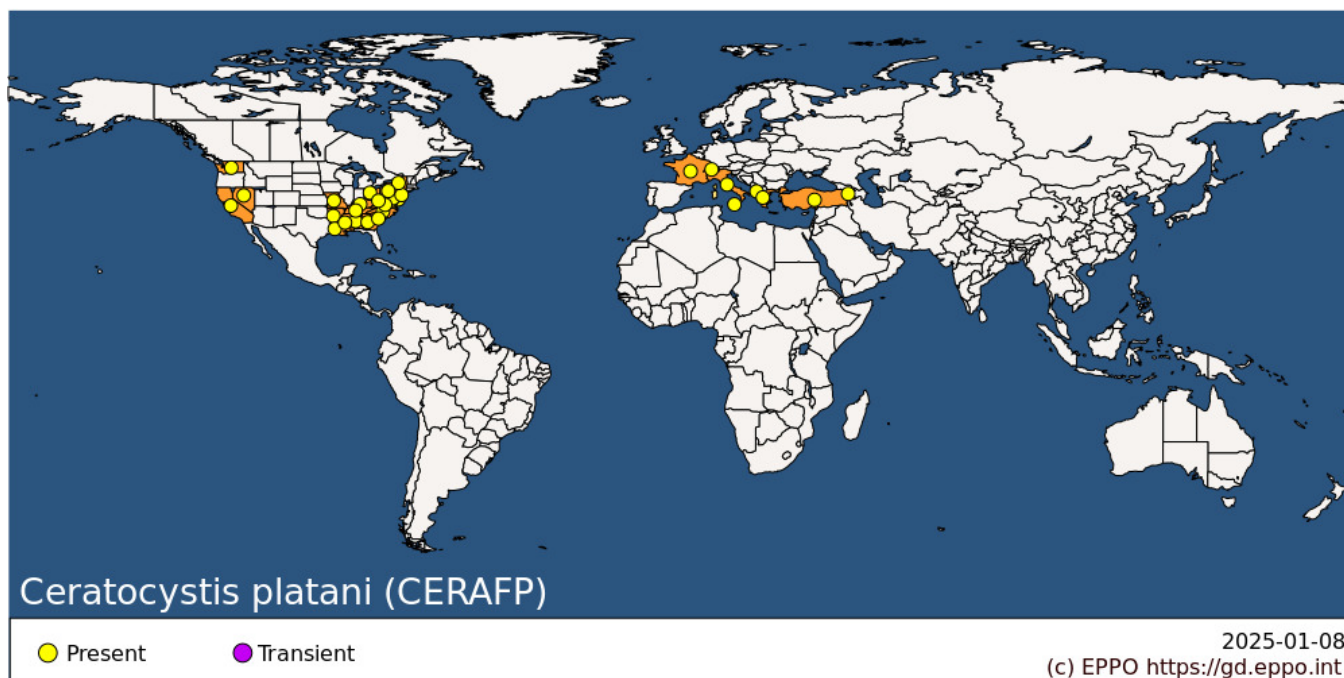 Ceratocystis platani (CERAFP)
Present
Transient
2025-01-08
(c) EPPO https://gd.eppo.int